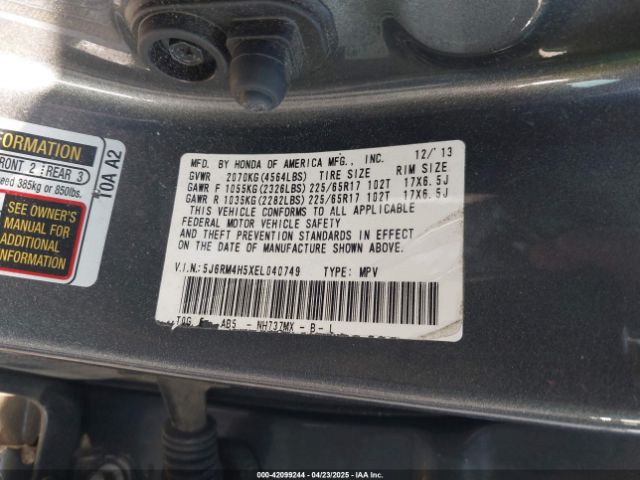 FORMATION
FRONT 2 REAR 3
eed 385kg or 850lbs.
SEE OWNER'S
MANUAL FOR
ADDITIONAL
INFORMATION
10A A2
MFD. BY HONDA OF AMERICA MFG., INC. 12/'13
GVWR 2070KG(4564LBS) TIRE SIZE RIM SIZE
GAWR F 1055KG(2326LBS) 225/65R17 102T 17X6.5J
GAWR R 1035KG(2282LBS) 225/65R17 102T 17X6.5J
THIS VEHICLE CONFORMS TO ALL APPLICABLE
FEDERAL MOTOR VEHICLE SAFETY
AND THEFT PREVENTION STANDARDS IN EFFECT
ON THE DATE OF MANUFACTURE SHOWN ABOVE.
V.I.N.:5J6RM4H5XEL040749 TYPE: MPV
AB5 - NH737MX - B - L
IAA - 42099244 - 04/23/2025 - IAAI.COM